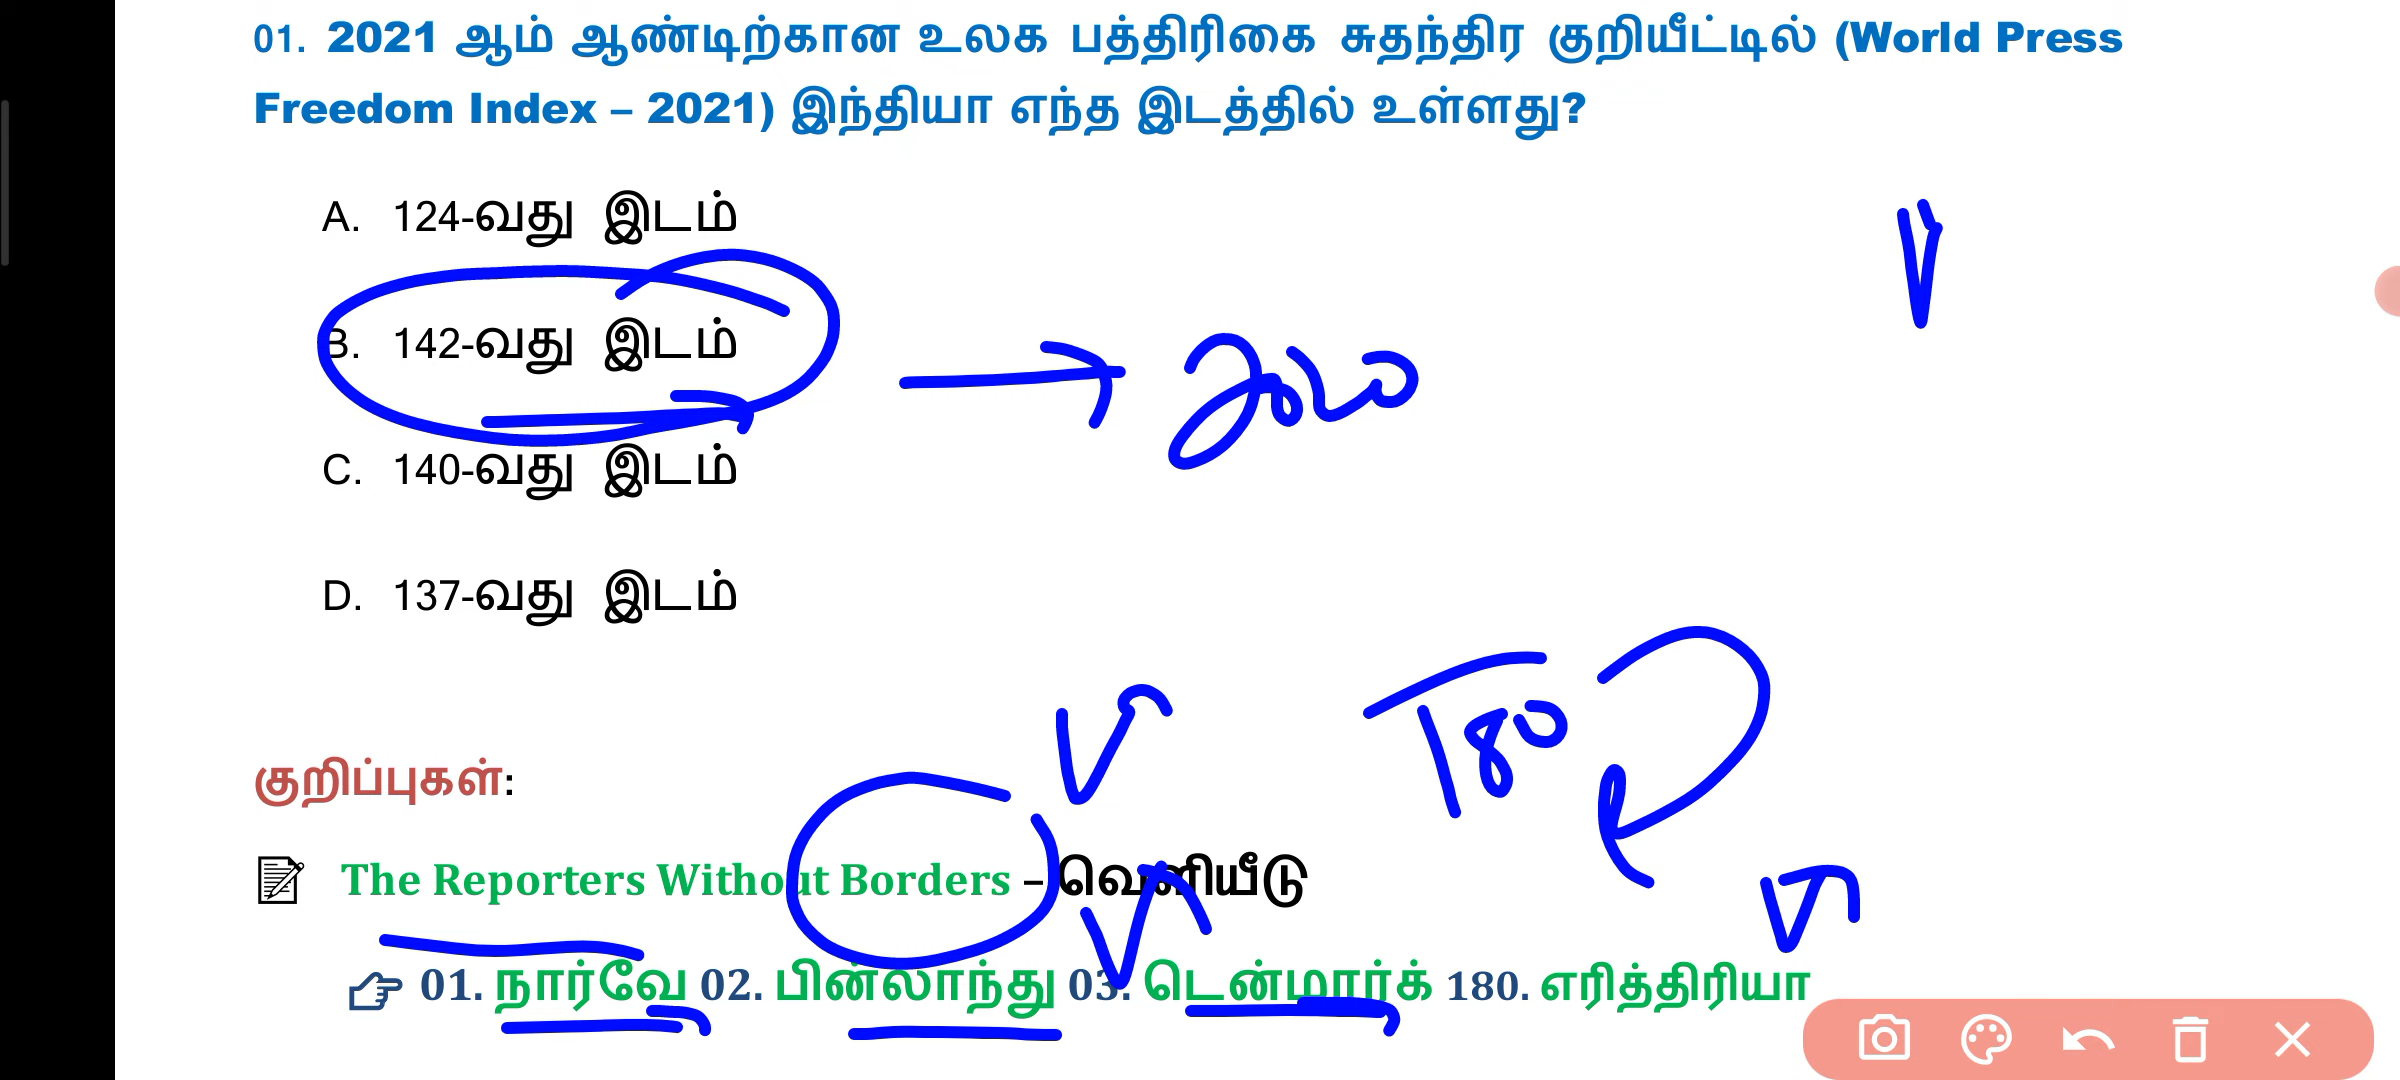 01. 2021 ஆம் ஆண்டிற்கான உலக பத்திரிகை சுதந்திர குறியீட்டில் (World Press
Freedom Index – 2021) இந்தியா எந்த இடத்தில் உள்ளது?
A. 124-வது இடம்
B. 142-வது இடம்
C. 140-வது இடம்
D. 137-வது இடம்
குறிப்புகள்:
The Reporters Without Borders – வெளியீடு
01. நார்வே 02. பின்லாந்து 03. டென்மார்க் 180. எரித்திரியா